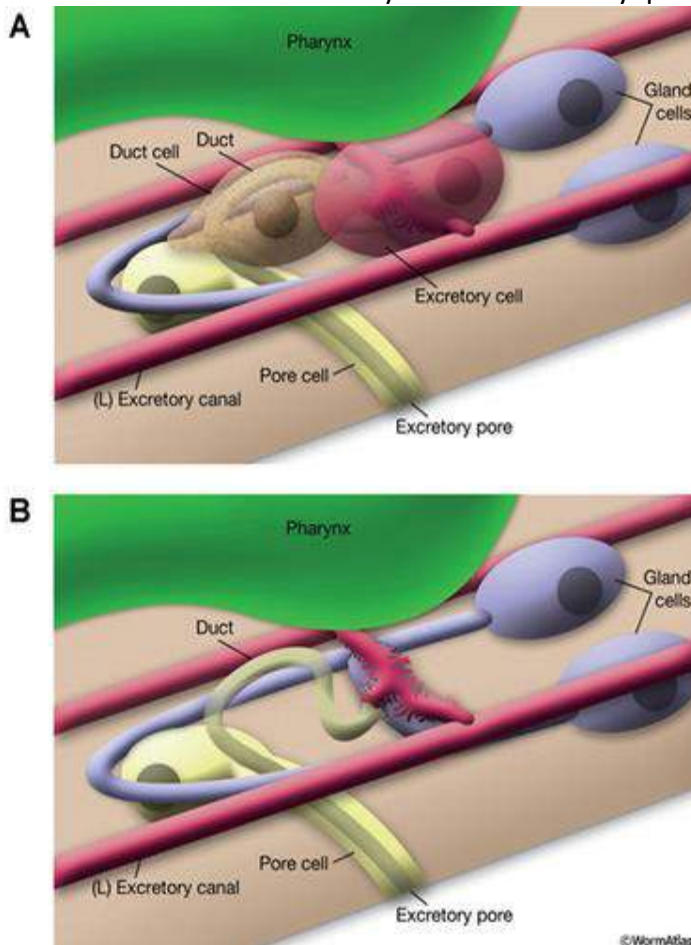 A
Pharynx
Gland
cells
Duct
Duct cell
Excretory cell
Pore cell
(L) Excretory canal
Excretory pore
B
Pharynx
Gland
cells
Duct
Pore cell
(L) Excretory canal
Excretory pore
©WormAtlas